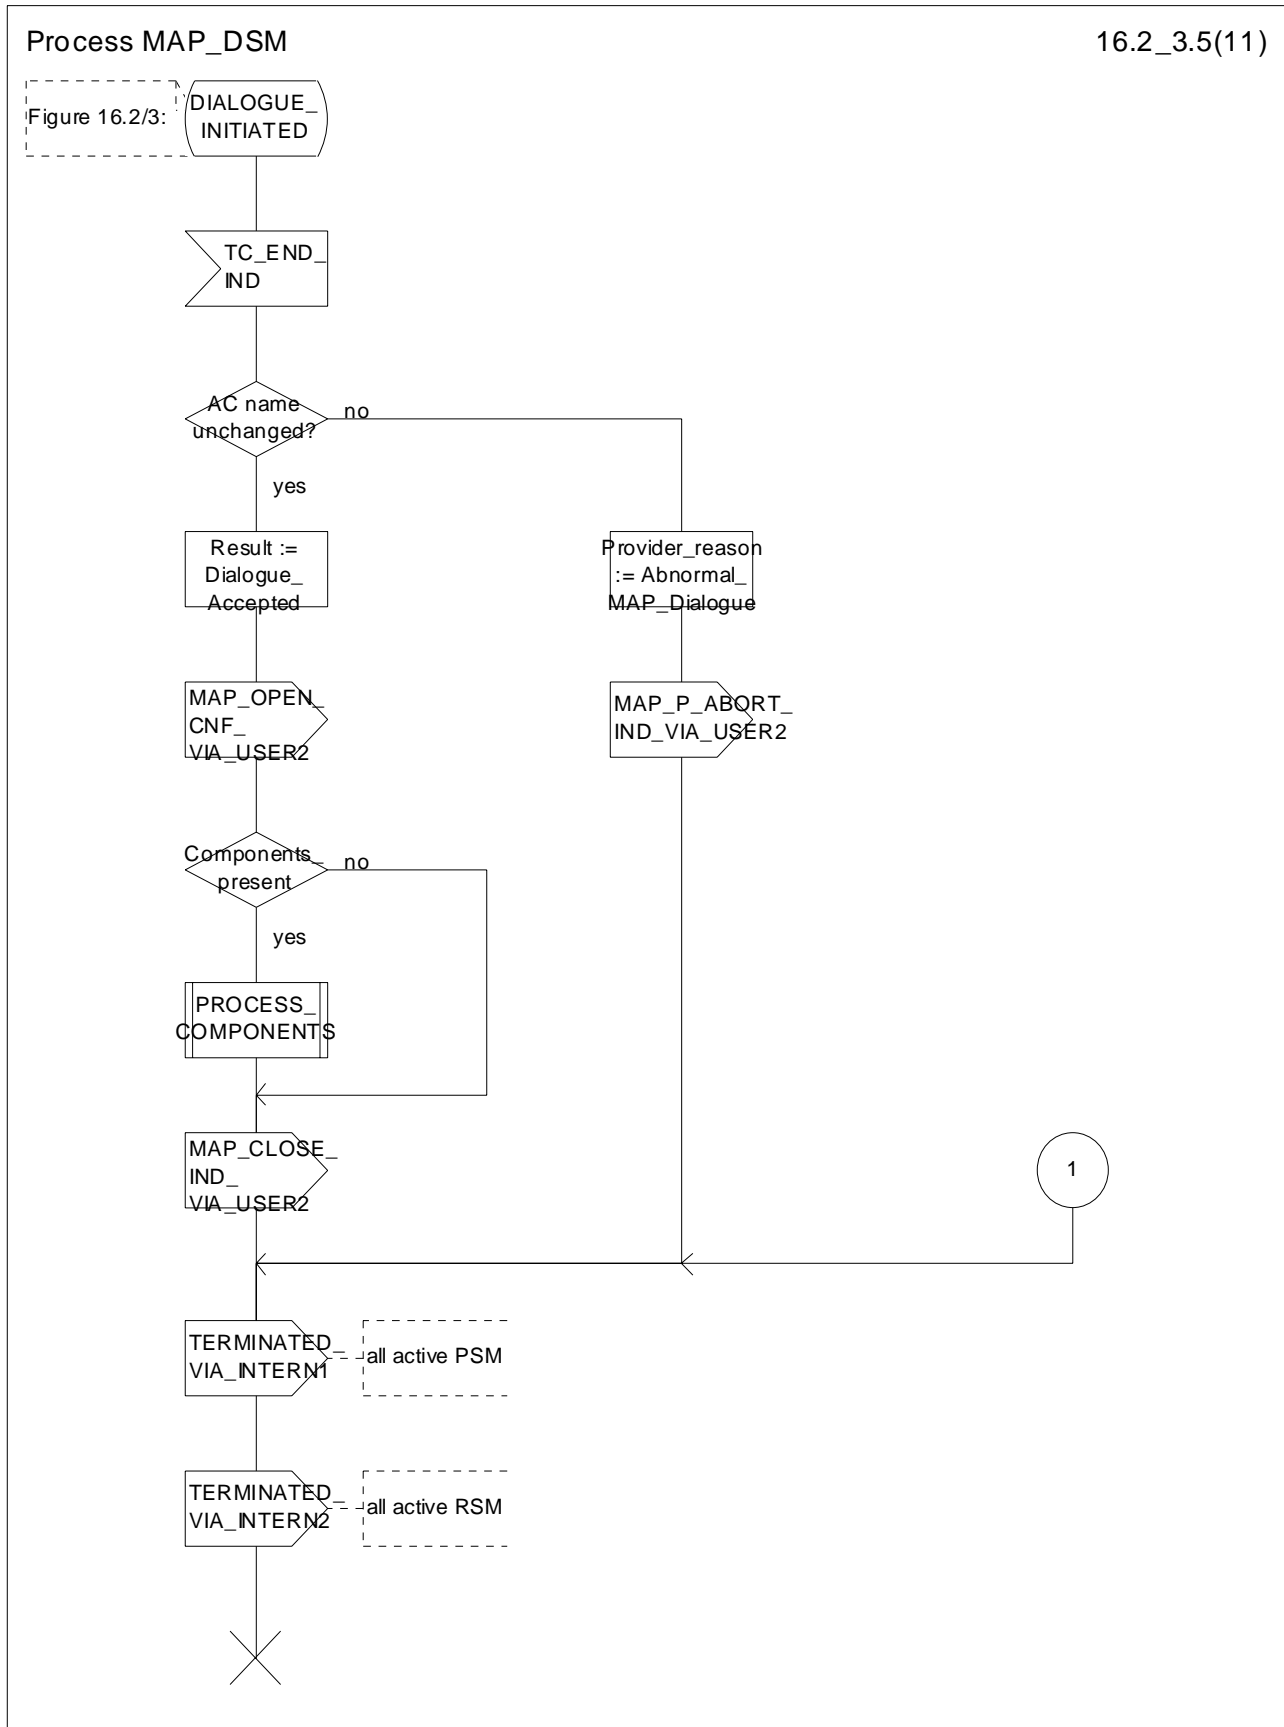 Process MAP_DSM
16.2_3.5(11)
Figure 16.2/3:
DIALOGUE_
INITIATED
TC_END_
IND
AC name
unchanged?
no
yes
Result :=
Dialogue_
Accepted
Provider_reason
:= Abnormal_
MAP_Dialogue
MAP_OPEN_
CNF_
VIA_USER2
MAP_P_ABORT_
IND_VIA_USER2
Components_
present
no
yes
PROCESS_
COMPONENTS
MAP_CLOSE_
IND_
VIA_USER2
1
TERMINATED_
VIA_INTERN1
all active PSM
TERMINATED_
VIA_INTERN2
all active RSM